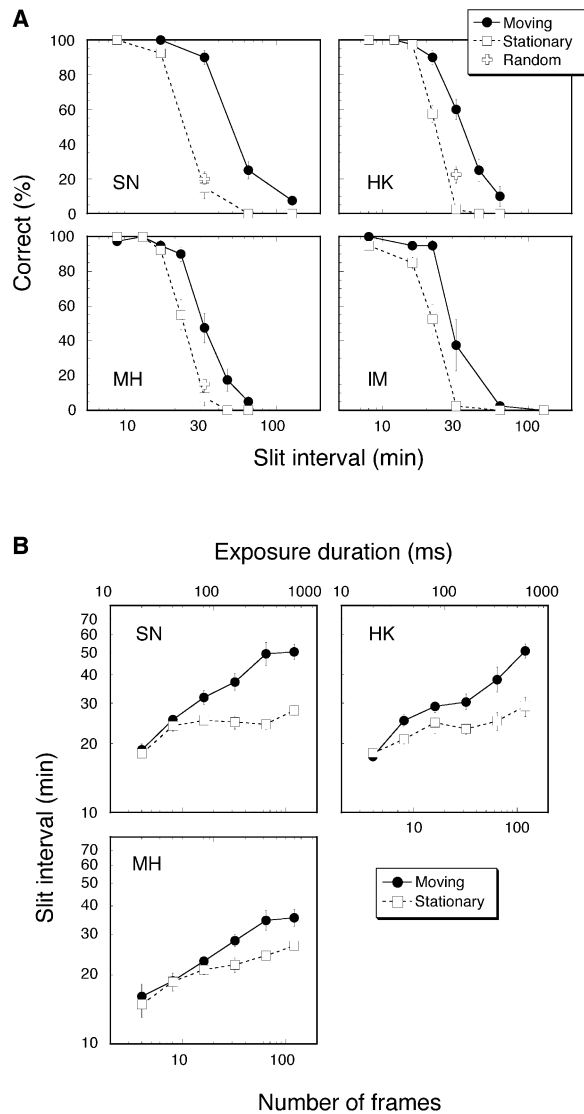 A
Moving
Stationary
Random
100
80
60
40
20
0
SN
HK
100
80
60
40
20
0
MH
IM
10 30 100
10 30 100
Correct (%)
Slit interval (min)
B
Exposure duration (ms)
10 100 1000
10 100 1000
70
60
50
40
30
20
10
SN
HK
10 100
70
60
50
40
30
20
10
MH
10 100
Slit interval (min)
Moving
Stationary
Number of frames